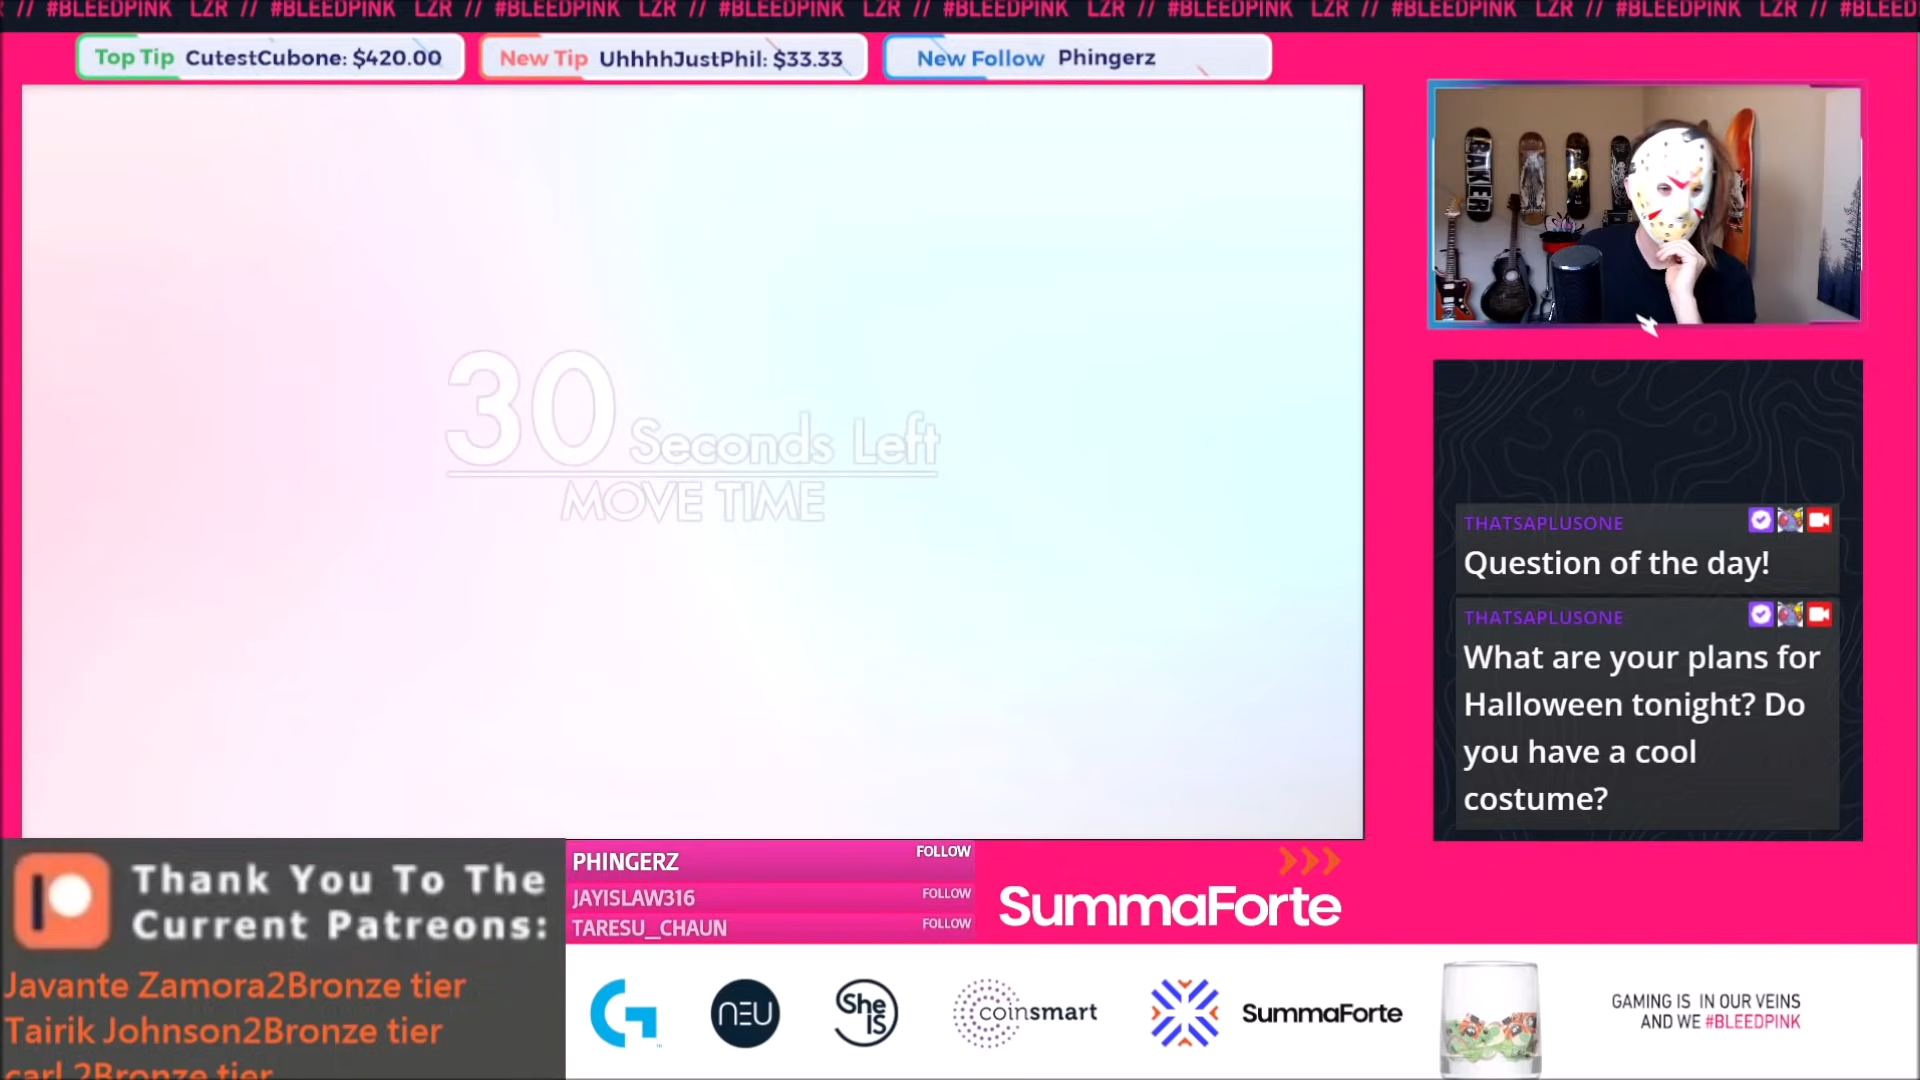 // #BLEEDPINK LZR // #BLEEDPINK LZR // #BLEEDPINK LZR // #BLEEDPINK LZR // #BLEEDPINK LZR // #BLEEDPINK LZR // #BLEEDPINK LZR // #BLEEDPINK LZR // #BLEED
Top Tip CutestCubone: $420.00
New Tip UhhhhJustPhil: $33.33
New Follow Phingerz
BAKER
30 Seconds Left
MOVE TIME
THATSAPLUSONE
Question of the day!
THATSAPLUSONE
What are your plans for
Halloween tonight? Do
you have a cool
costume?
Thank You To The
Current Patreons:
Javante Zamora2Bronze tier
Tairik Johnson2Bronze tier
carl 2Bronze tier
PHINGERZ FOLLOW
JAYISLAW316 FOLLOW
TARESU_CHAUN FOLLOW
SummaForte
G
NEU
She
IS
coinsmart
SummaForte
GAMING IS IN OUR VEINS
AND WE #BLEEDPINK